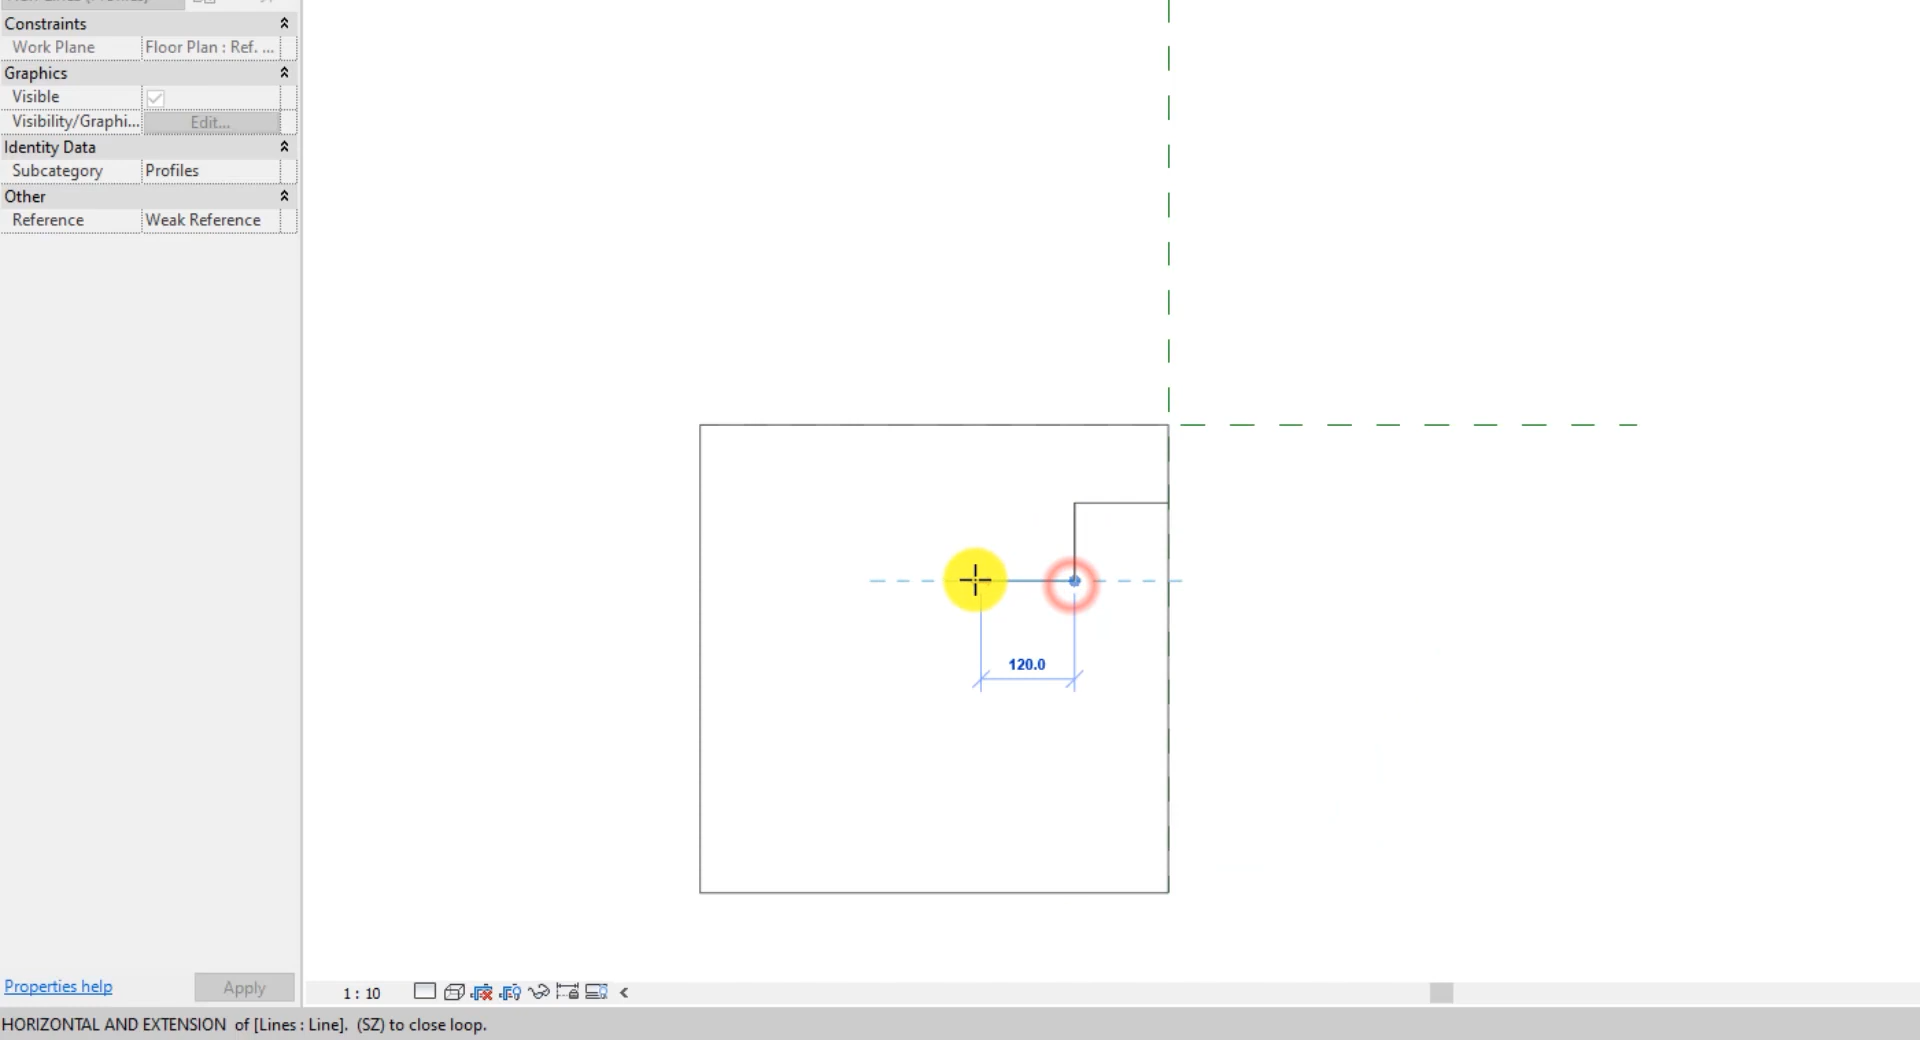 Constraints
Work Plane Floor Plan : Ref. ...
Graphics
Visible
Visibility/Graphi... Edit...
Identity Data
Subcategory Profiles
Other
Reference Weak Reference
120.0
Properties help Apply
1 : 10
HORIZONTAL AND EXTENSION of [Lines : Line]. (SZ) to close loop.